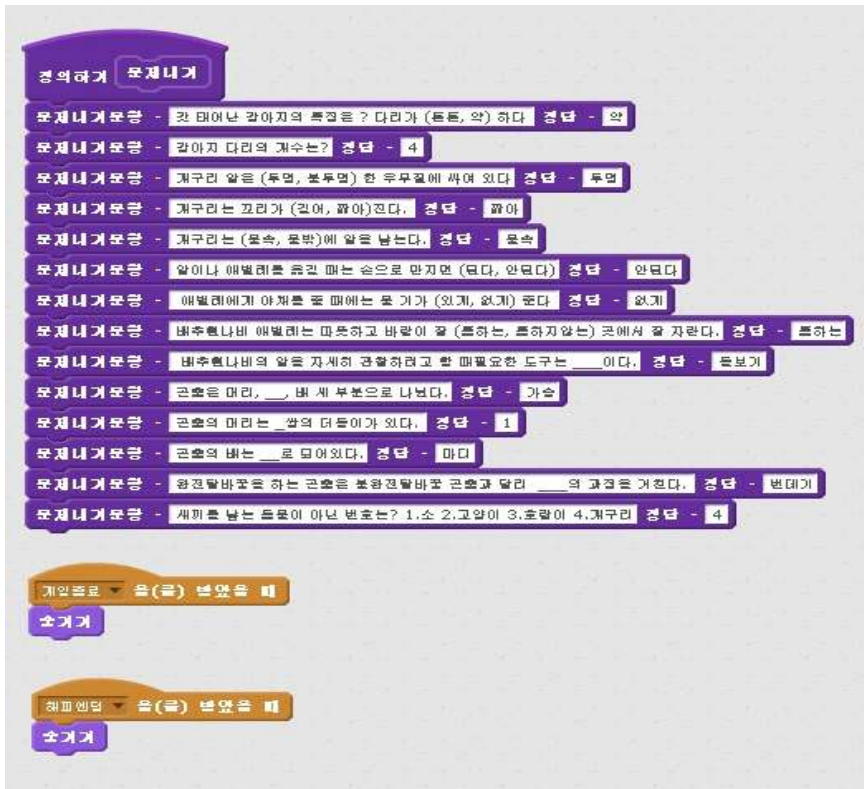 정의하기 문제내기
문제내기문항 - 갓 태어난 강아지의 특징은 ? 다리가 (튼튼, 약) 하다 정답 - 약
문제내기문항 - 강아지 다리의 개수는? 정답 - 4
문제내기문항 - 개구리 알은 (투명, 불투명) 한 우무질에 싸여 있다 정답 - 투명
문제내기문항 - 개구리는 꼬리가 (길어, 짧아)진다. 정답 - 짧아
문제내기문항 - 개구리는 (물속, 물밖)에 알을 낳는다. 정답 - 물속
문제내기문항 - 알이나 애벌레를 옮길 때는 손으로 만지면 (된다, 안된다) 정답 - 안된다
문제내기문항 - 애벌레에게 야채를 줄 때에는 물 기가 (있게, 없게) 준다 정답 - 없게
문제내기문항 - 배추흰나비 애벌레는 따뜻하고 바람이 잘 (통하는, 통하지않는) 곳에서 잘 자란다. 정답 - 통하는
문제내기문항 - 배추흰나비의 알을 자세히 관찰하려고 할 때필요한 도구는 ____이다. 정답 - 돋보기
문제내기문항 - 곤충은 머리, __, 배 세 부분으로 나뉜다. 정답 - 가슴
문제내기문항 - 곤충의 머리는 _쌍의 더듬이가 있다. 정답 - 1
문제내기문항 - 곤충의 배는 __로 되어있다. 정답 - 마디
문제내기문항 - 완전탈바꿈을 하는 곤충은 불완전탈바꿈 곤충과 달리 ____의 과정을 거친다. 정답 - 번데기
문제내기문항 - 새끼를 낳는 동물이 아닌 번호는? 1.소 2.고양이 3.호랑이 4.개구리 정답 - 4
게임종료 을(를) 받았을 때
숨기기
해피엔딩 을(를) 받았을 때
숨기기